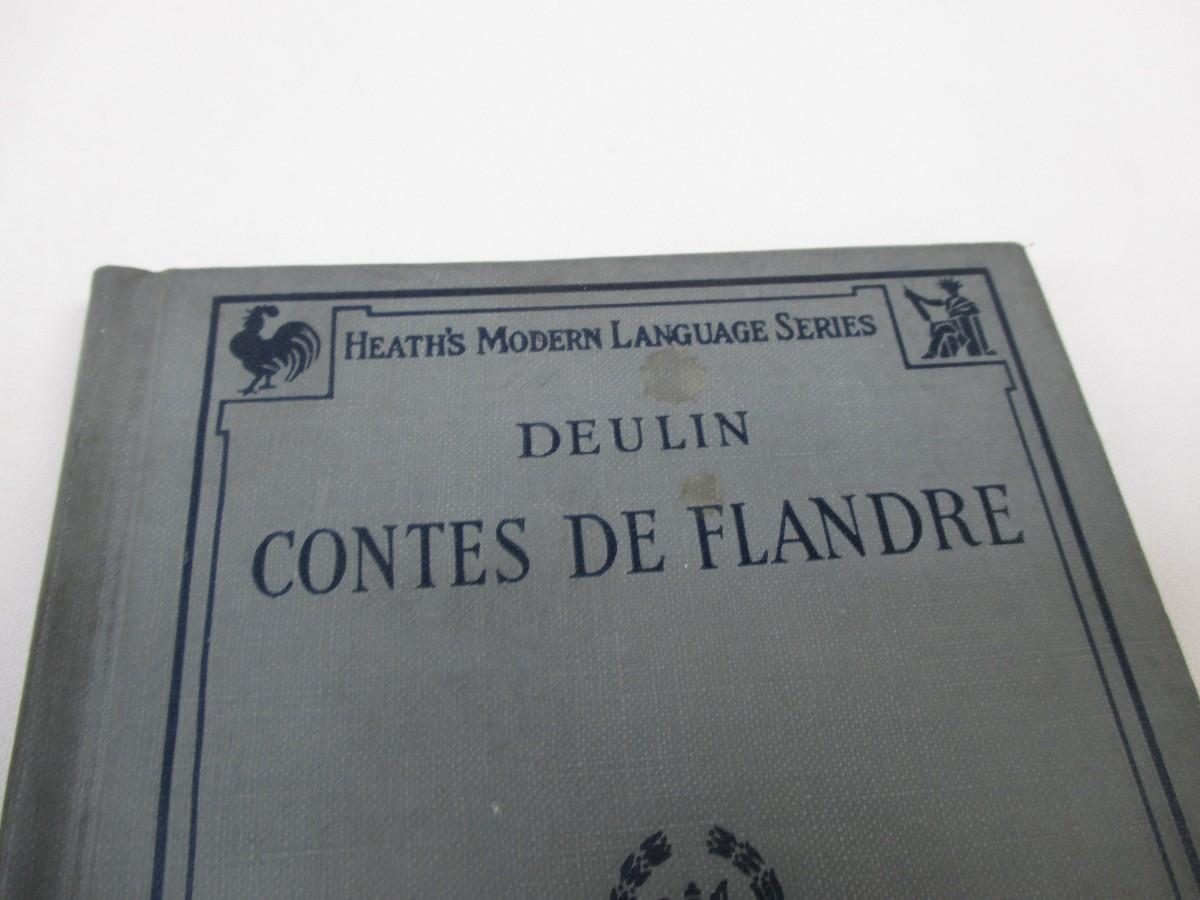 HEATH'S MODERN LANGUAGE SERIES
DEULIN
CONTES DE FLANDRE